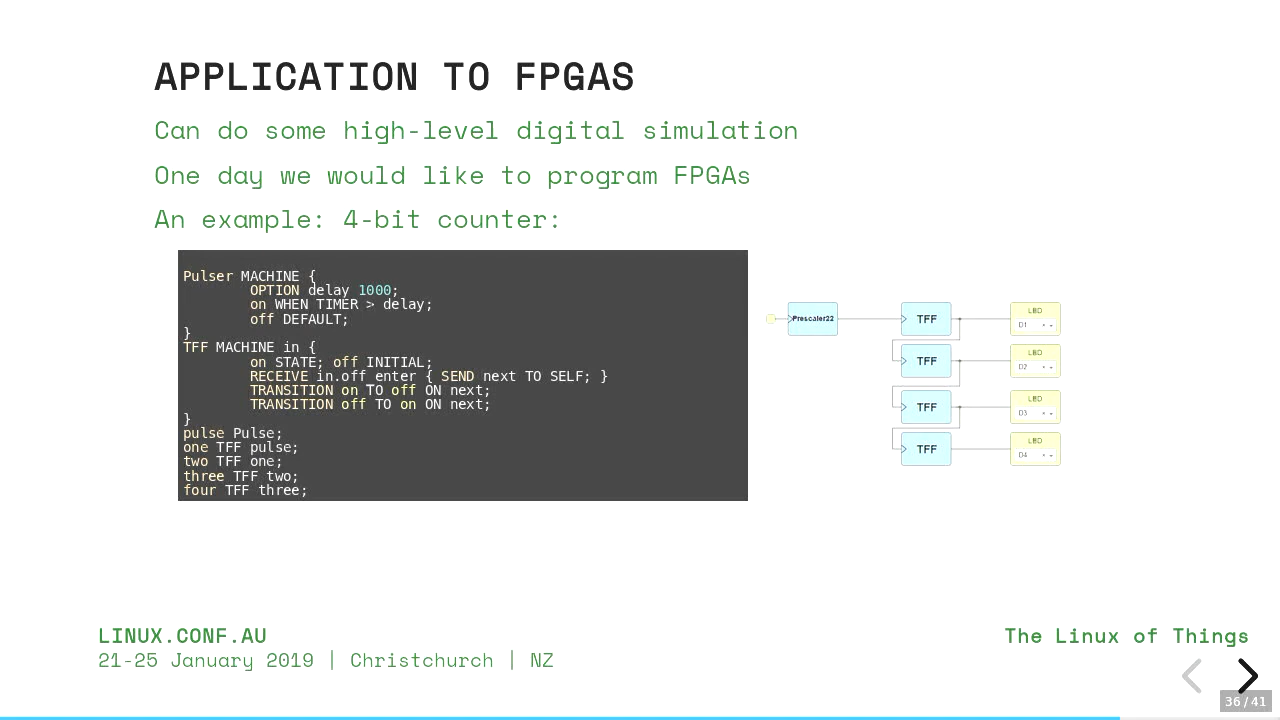 APPLICATION TO FPGAS
Can do some high-level digital simulation
One day we would like to program FPGAs
An example: 4-bit counter:
Pulser MACHINE {
OPTION delay 1000;
on WHEN TIMER > delay;
off DEFAULT;
}
TFF MACHINE in {
on STATE; off INITIAL;
RECEIVE in.off_enter { SEND next TO SELF; }
TRANSITION on TO off ON next;
TRANSITION off TO on ON next;
}
pulse Pulse;
one TFF pulse;
two TFF one;
three TFF two;
four TFF three;
Prescaler22
TFF
LED
D1
TFF
LED
D2
TFF
LED
D3
TFF
LED
D4
LINUX.CONF.AU
21-25 January 2019 | Christchurch | NZ
The Linux of Things
36/41